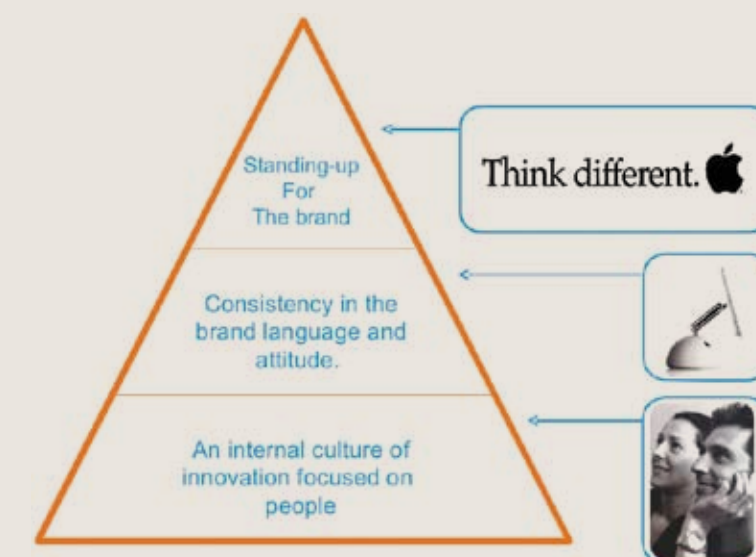 Standing-up
For
The brand
Think different.
Consistency in the
brand language and
attitude.
An internal culture of
innovation focused on
people